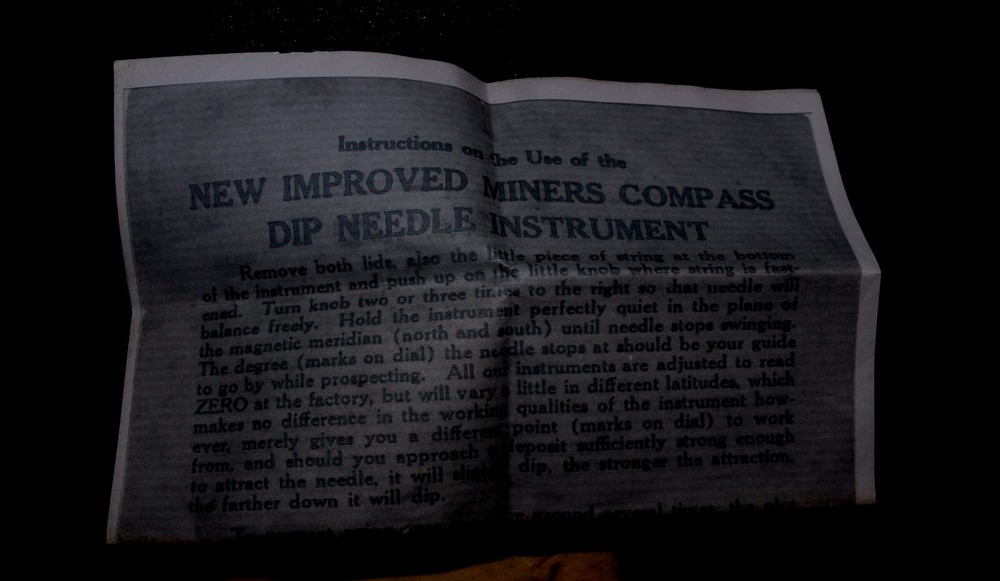 Instructions on the Use of the
NEW IMPROVED MINERS COMPASS
DIP NEEDLE INSTRUMENT
Remove both lids, also the little piece of string at the bottom
of the instrument and push up on the little knob where string is fast-
ened. Turn knob two or three times to the right so that needle will
balance freely. Hold the instrument perfectly quiet in the plane of
the magnetic meridian (north and south) until needle stops swinging.
The degree (marks on dial) the needle stops at should be your guide
to go by while prospecting. All our instruments are adjusted to read
ZERO at the factory, but will vary little in different latitudes, which
makes no difference in the working qualities of the instrument how-
ever, merely gives you a different point (marks on dial) to work
from, and should you approach deposit sufficiently strong enough
to attract the needle, it will dip, the stronger the attraction,
the farther down it will dip.
ground several times, the